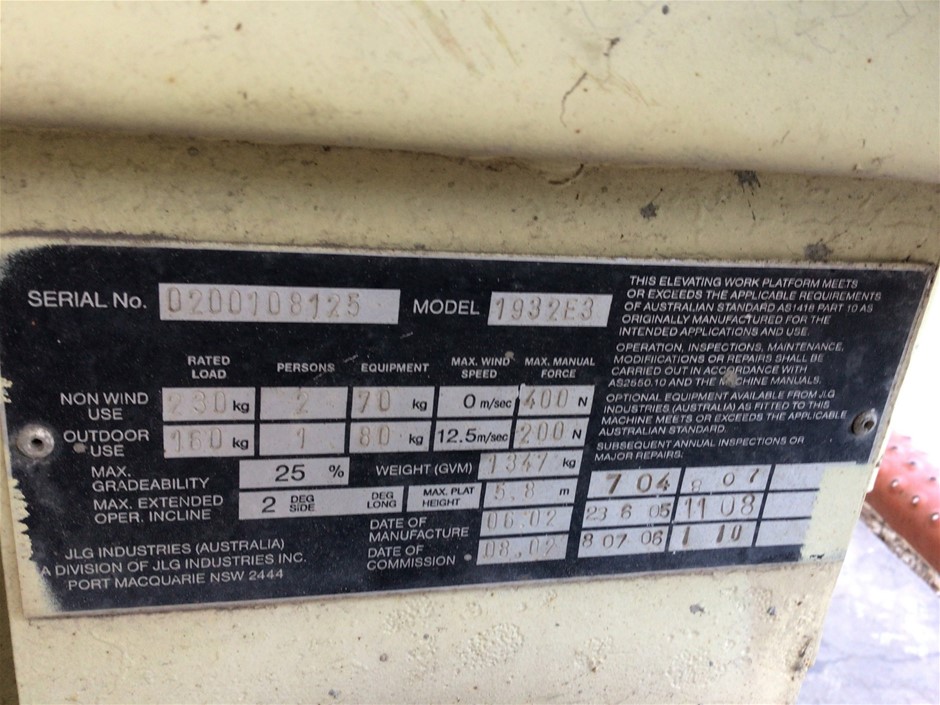 SERIAL No. 0200108125 MODEL 1932E3
RATED LOAD PERSONS EQUIPMENT MAX. WIND SPEED MAX. MANUAL FORCE
NON WIND USE 230 kg 2 70 kg 0 m/sec 400 N
OUTDOOR USE 160 kg 1 80 kg 12.5 m/sec 200 N
MAX. GRADEABILITY 25 % WEIGHT (GVM) 1347 kg
MAX. EXTENDED OPER. INCLINE 2 DEG SIDE DEG LONG MAX. PLAT HEIGHT 5.8 m
DATE OF MANUFACTURE 06.02
DATE OF COMMISSION 08.02
JLG INDUSTRIES (AUSTRALIA)
A DIVISION OF JLG INDUSTRIES INC.
PORT MACQUARIE NSW 2444
THIS ELEVATING WORK PLATFORM MEETS
OR EXCEEDS THE APPLICABLE REQUIREMENTS
OF AUSTRALIAN STANDARD AS1418 PART 10 AS
ORIGINALLY MANUFACTURED FOR THE
INTENDED APPLICATIONS AND USE.
OPERATION, INSPECTIONS, MAINTENANCE,
MODIFICATIONS OR REPAIRS SHALL BE
CARRIED OUT IN ACCORDANCE WITH
AS2550.10 AND THE MACHINE MANUALS.
OPTIONAL EQUIPMENT AVAILABLE FROM JLG
INDUSTRIES (AUSTRALIA) AS FITTED TO THIS
MACHINE MEETS OR EXCEEDS THE APPLICABLE
AUSTRALIAN STANDARD.
SUBSEQUENT ANNUAL INSPECTIONS OR
MAJOR REPAIRS.
7 04 8 07
23 6 05 11 08
8 07 06 1 10